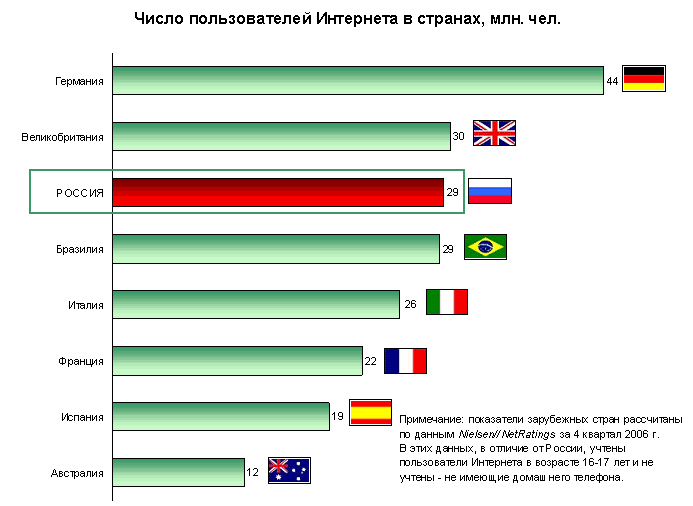 Число пользователей Интернета в странах, млн. чел.
Германия 44
Великобритания 30
РОССИЯ 29
Бразилия 29
Италия 26
Франция 22
Испания 19
Австралия 12
Примечание: показатели зарубежных стран рассчитаны
по данным Nielsen//NetRatings за 4 квартал 2006 г.
В этих данных, в отличие от России, учтены
пользователи Интернета в возрасте 16-17 лет и не
учтены - не имеющие домашнего телефона.